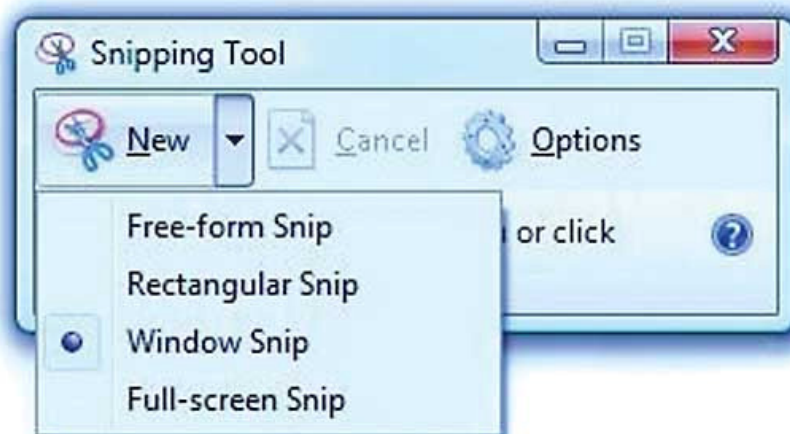 Snipping Tool
New Cancel Options
or click
Free-form Snip
Rectangular Snip
Window Snip
Full-screen Snip